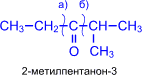 а) б)
CH₃—CH₂—C—CH—CH₃
O CH₃
2-метилпентанон-3